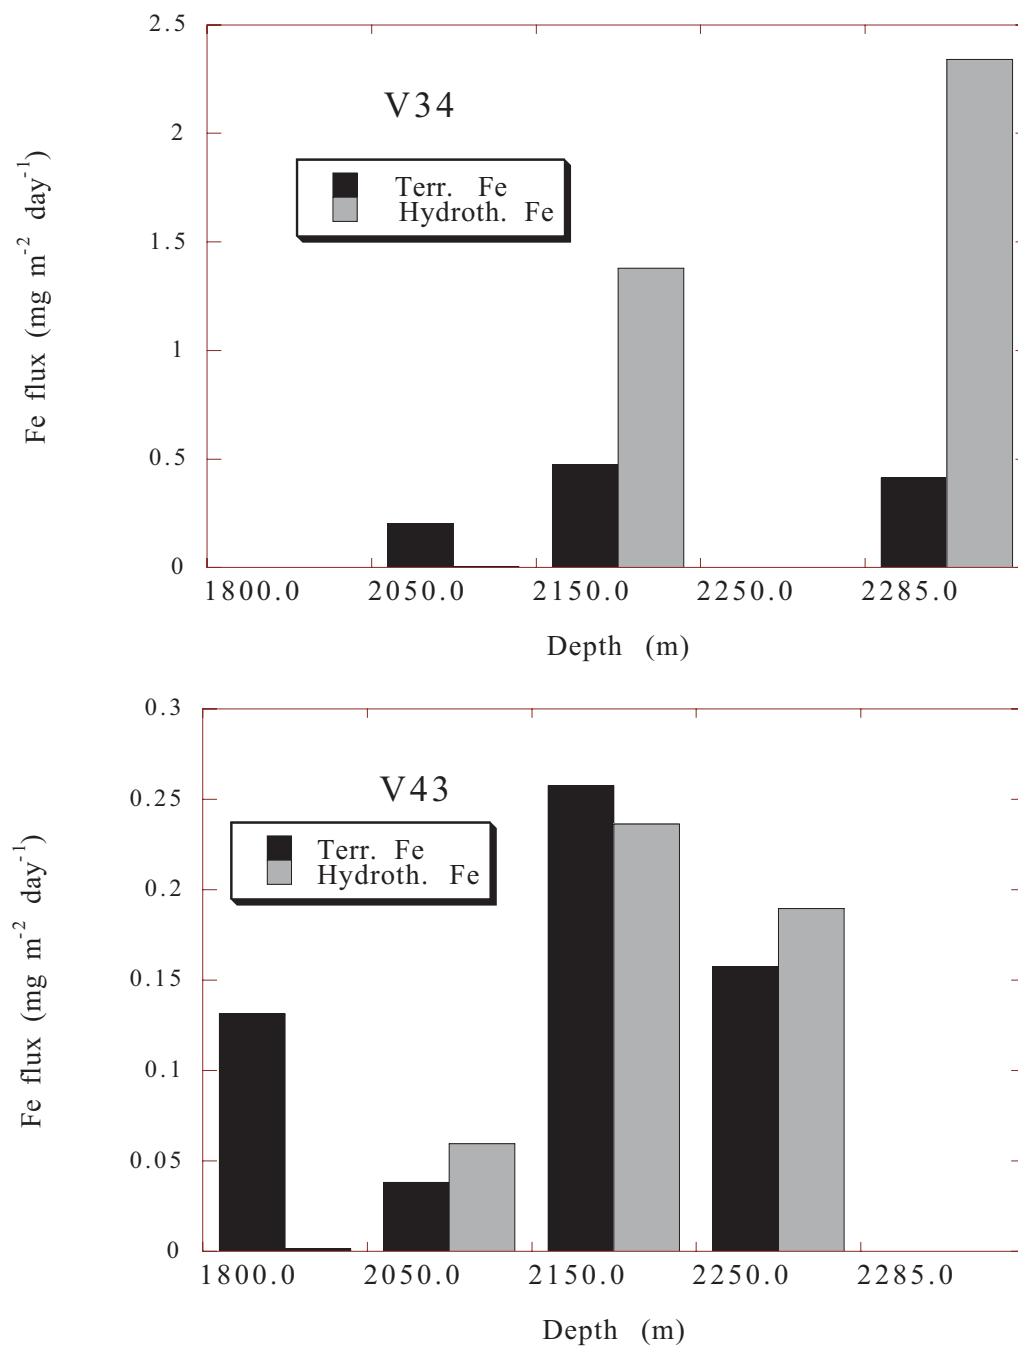 2.5
V34
2
Terr. Fe
Hydroth. Fe
1.5
1
0.5
0
Fe flux (mg m-2 day-1)
1800.0 2050.0 2150.0 2250.0 2285.0
Depth (m)
0.3
V43
0.25
Terr. Fe
Hydroth. Fe
0.2
0.15
0.1
0.05
0
Fe flux (mg m-2 day-1)
1800.0 2050.0 2150.0 2250.0 2285.0
Depth (m)